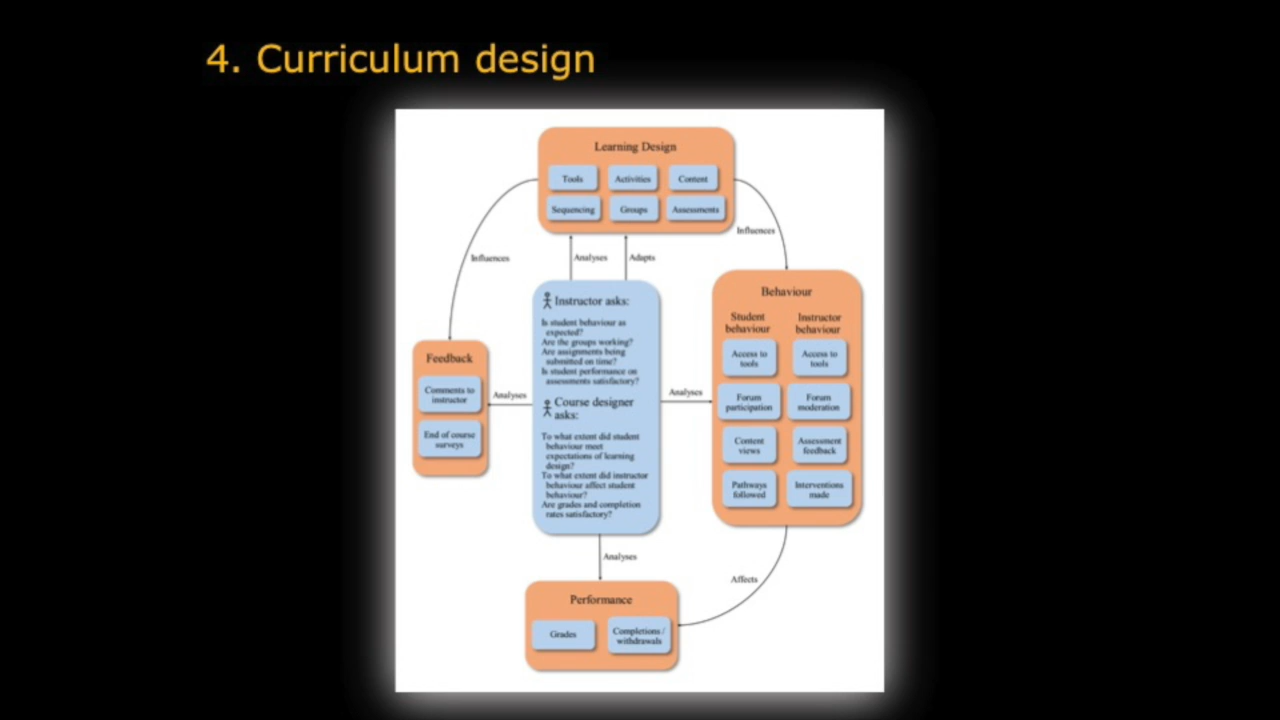 4. Curriculum design
Learning Design
Tools
Activities
Content
Sequencing
Groups
Assessments
Influences
Influences
Analyses
Adapts
Instructor asks:
Is student behaviour as
expected?
Are the groups working?
Are assignments being
submitted on time?
Is student performance on
assessments satisfactory?
Course designer
asks:
To what extent did student
behaviour meet
expectations of learning
design?
To what extent did instructor
behaviour affect student
behaviour?
Are grades and completion
rates satisfactory?
Feedback
Comments to
instructor
End of course
surveys
Analyses
Analyses
Behaviour
Student
behaviour
Instructor
behaviour
Access to
tools
Access to
tools
Forum
participation
Forum
moderation
Content
views
Assessment
feedback
Pathways
followed
Interventions
made
Analyses
Affects
Performance
Grades
Completions /
withdrawals